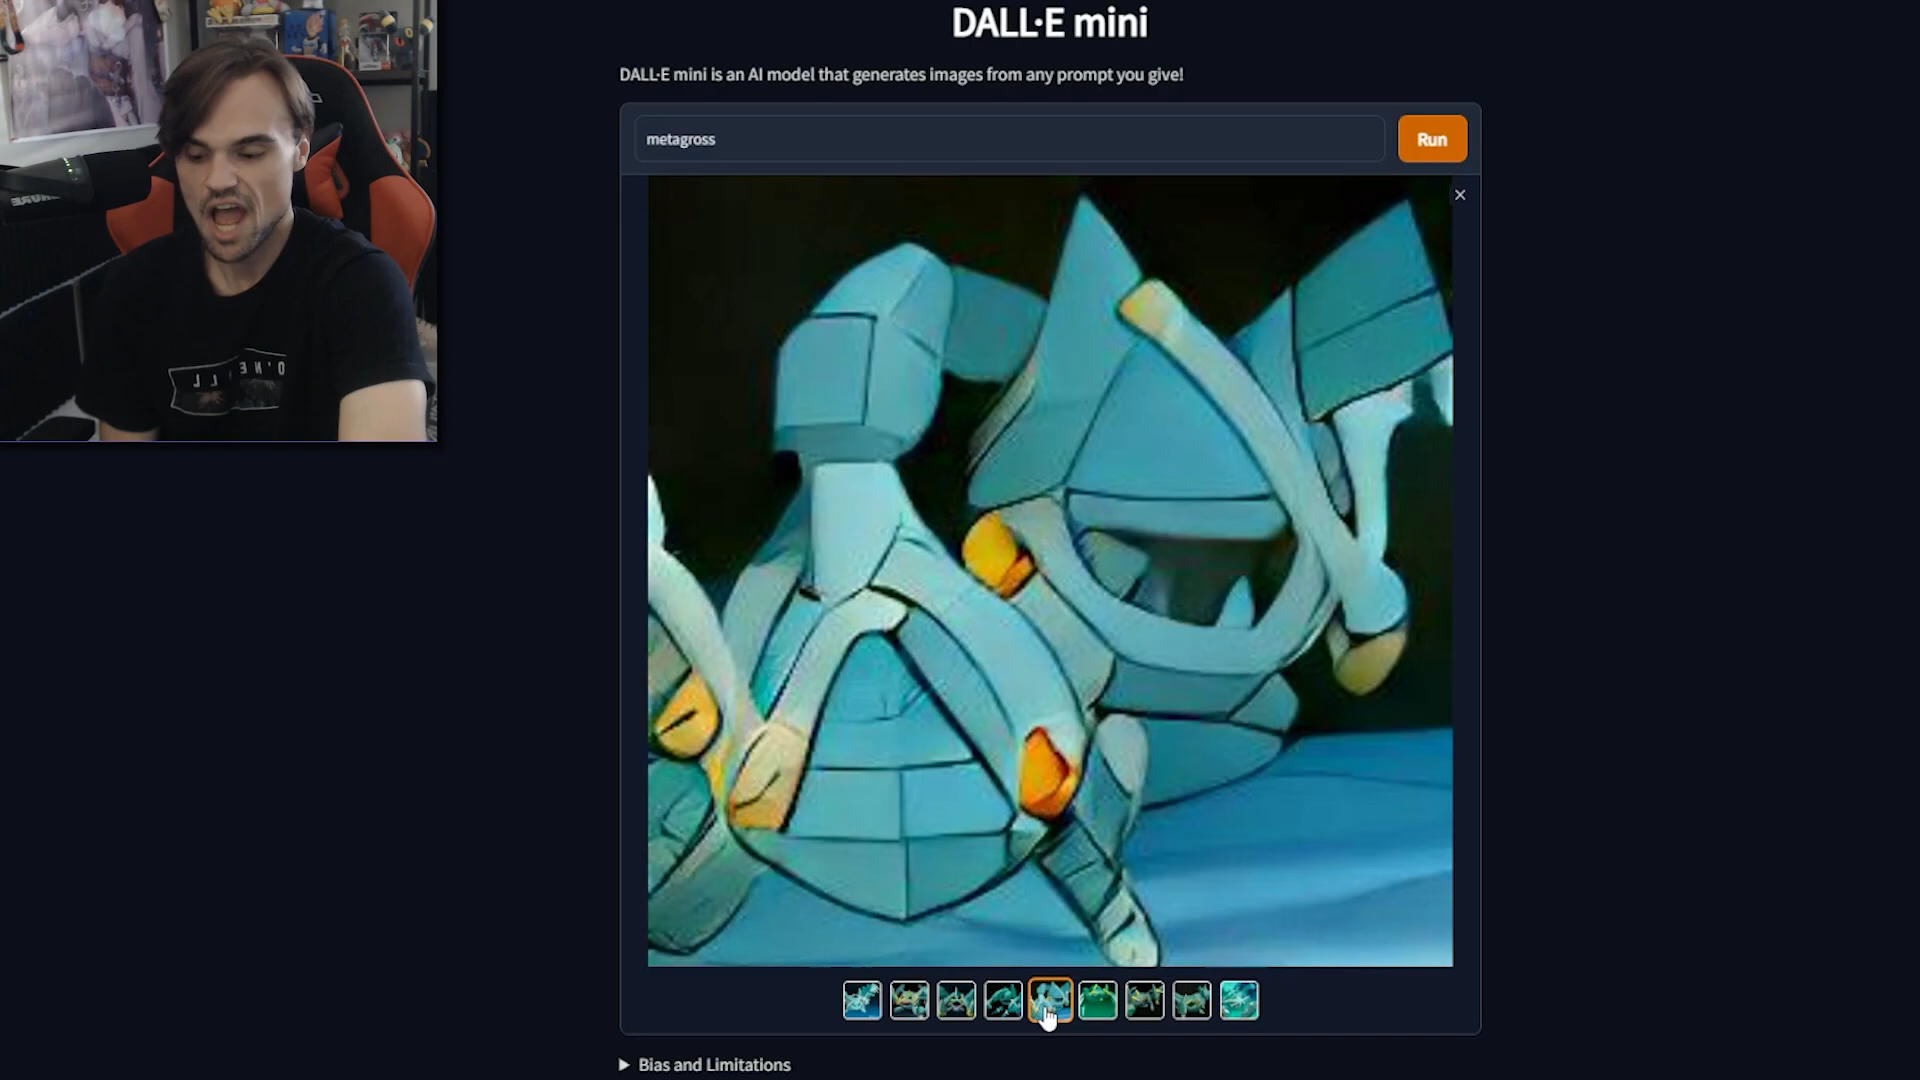 DALL·E mini
DALL·E mini is an AI model that generates images from any prompt you give!
metagross
Run
O'NEILL
Bias and Limitations